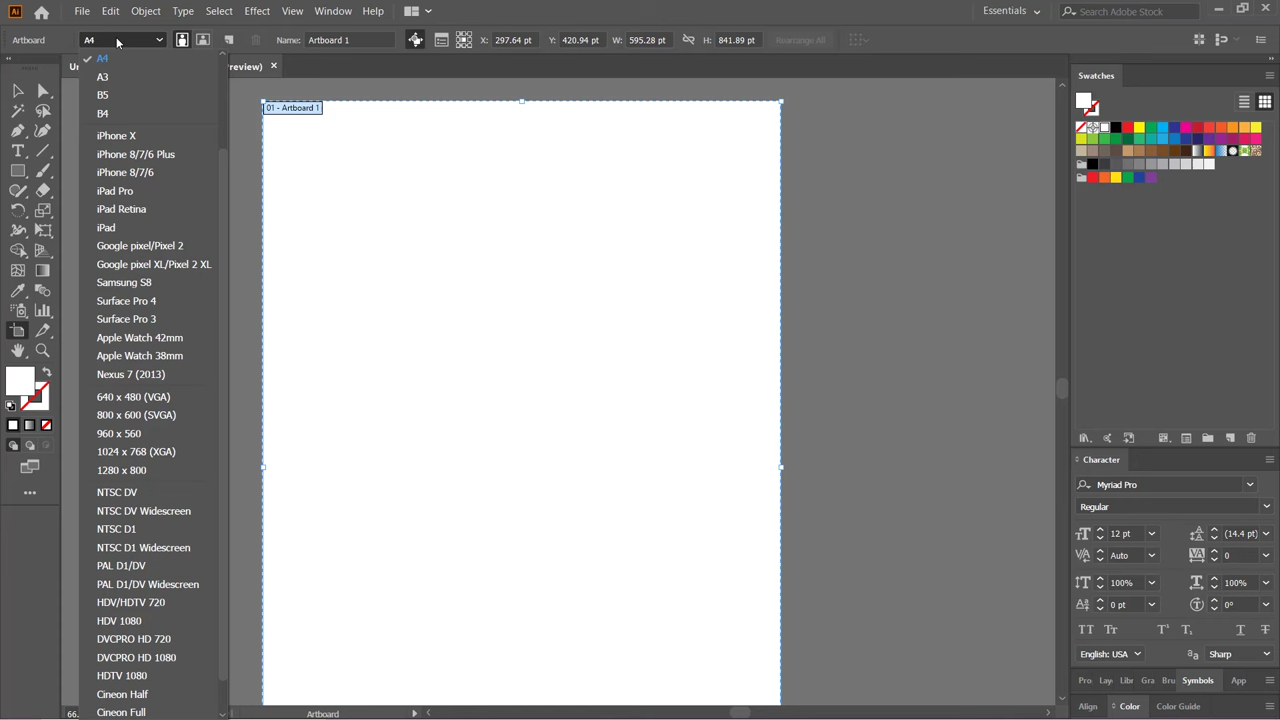 Ai File Edit Object Type Select Effect View Window Help Essentials Search Adobe Stock
Artboard A4 Name: Artboard 1 X: 297.64 pt Y: 420.94 pt W: 595.28 pt H: 841.89 pt Rearrange All
Preview)
01 - Artboard 1
A4
A3
B5
B4
iPhone X
iPhone 8/7/6 Plus
iPhone 8/7/6
iPad Pro
iPad Retina
iPad
Google pixel/Pixel 2
Google pixel XL/Pixel 2 XL
Samsung S8
Surface Pro 4
Surface Pro 3
Apple Watch 42mm
Apple Watch 38mm
Nexus 7 (2013)
640 x 480 (VGA)
800 x 600 (SVGA)
960 x 560
1024 x 768 (XGA)
1280 x 800
NTSC DV
NTSC DV Widescreen
NTSC D1
NTSC D1 Widescreen
PAL D1/DV
PAL D1/DV Widescreen
HDV/HDTV 720
HDV 1080
DVCPRO HD 720
DVCPRO HD 1080
HDTV 1080
Cineon Half
Cineon Full
Artboard
Swatches
Character
Myriad Pro
Regular
12 pt (14.4 pt)
Auto 0
100% 100%
0 pt 0°
English: USA Sharp
Pro Lay Libr Gra Bru Symbols App
Align Color Color Guide